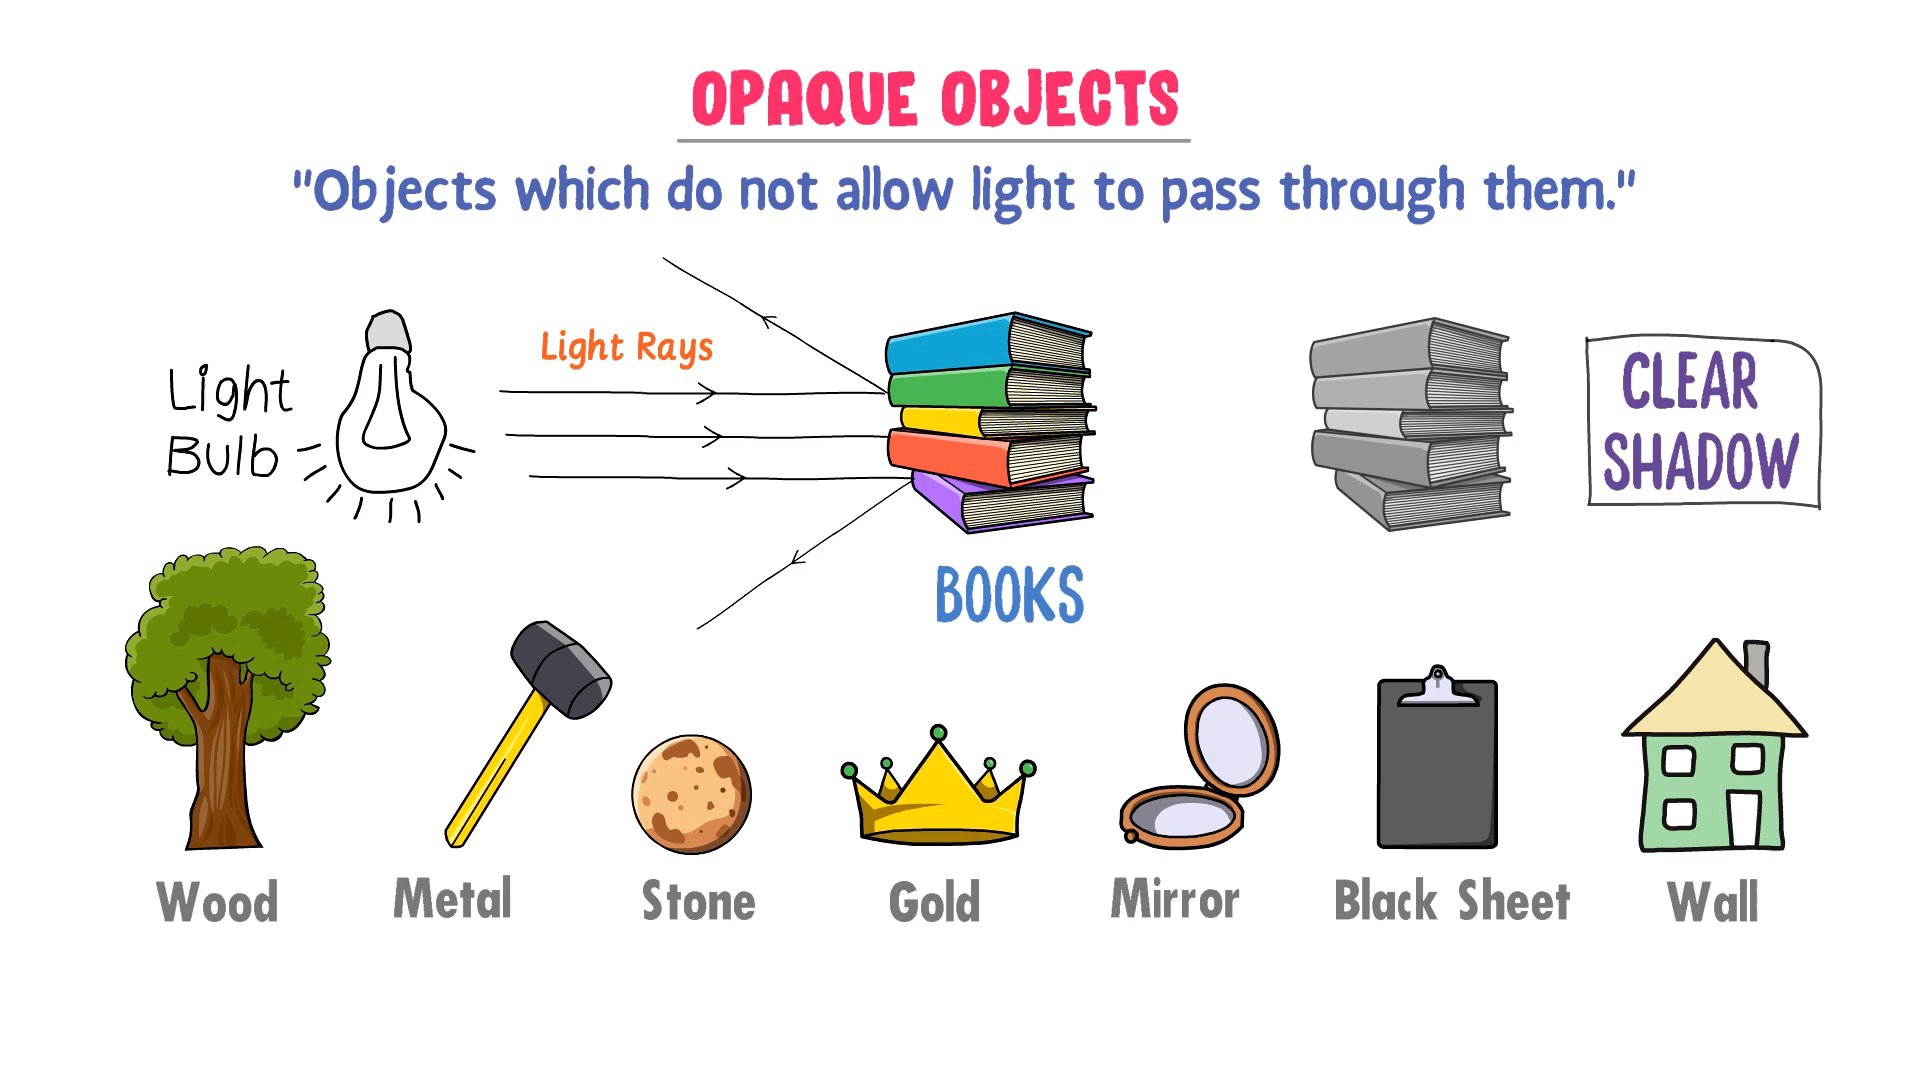 OPAQUE OBJECTS
"Objects which do not allow light to pass through them."
Light Rays
Light
Bulb
CLEAR
SHADOW
BOOKS
Wood
Metal
Stone
Gold
Mirror
Black Sheet
Wall